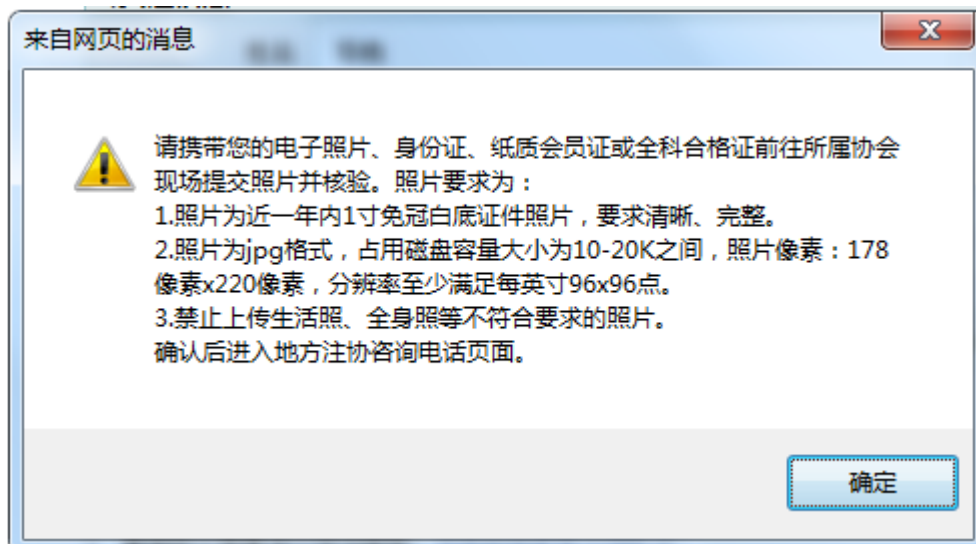 来自网页的消息
请携带您的电子照片、身份证、纸质会员证或全科合格证前往所属协会
现场提交照片并核验。照片要求为：
1.照片为近一年内1寸免冠白底证件照片，要求清晰、完整。
2.照片为jpg格式，占用磁盘容量大小为10-20K之间，照片像素：178
像素x220像素，分辨率至少满足每英寸96x96点。
3.禁止上传生活照、全身照等不符合要求的照片。
确认后进入地方注协咨询电话页面。
确定